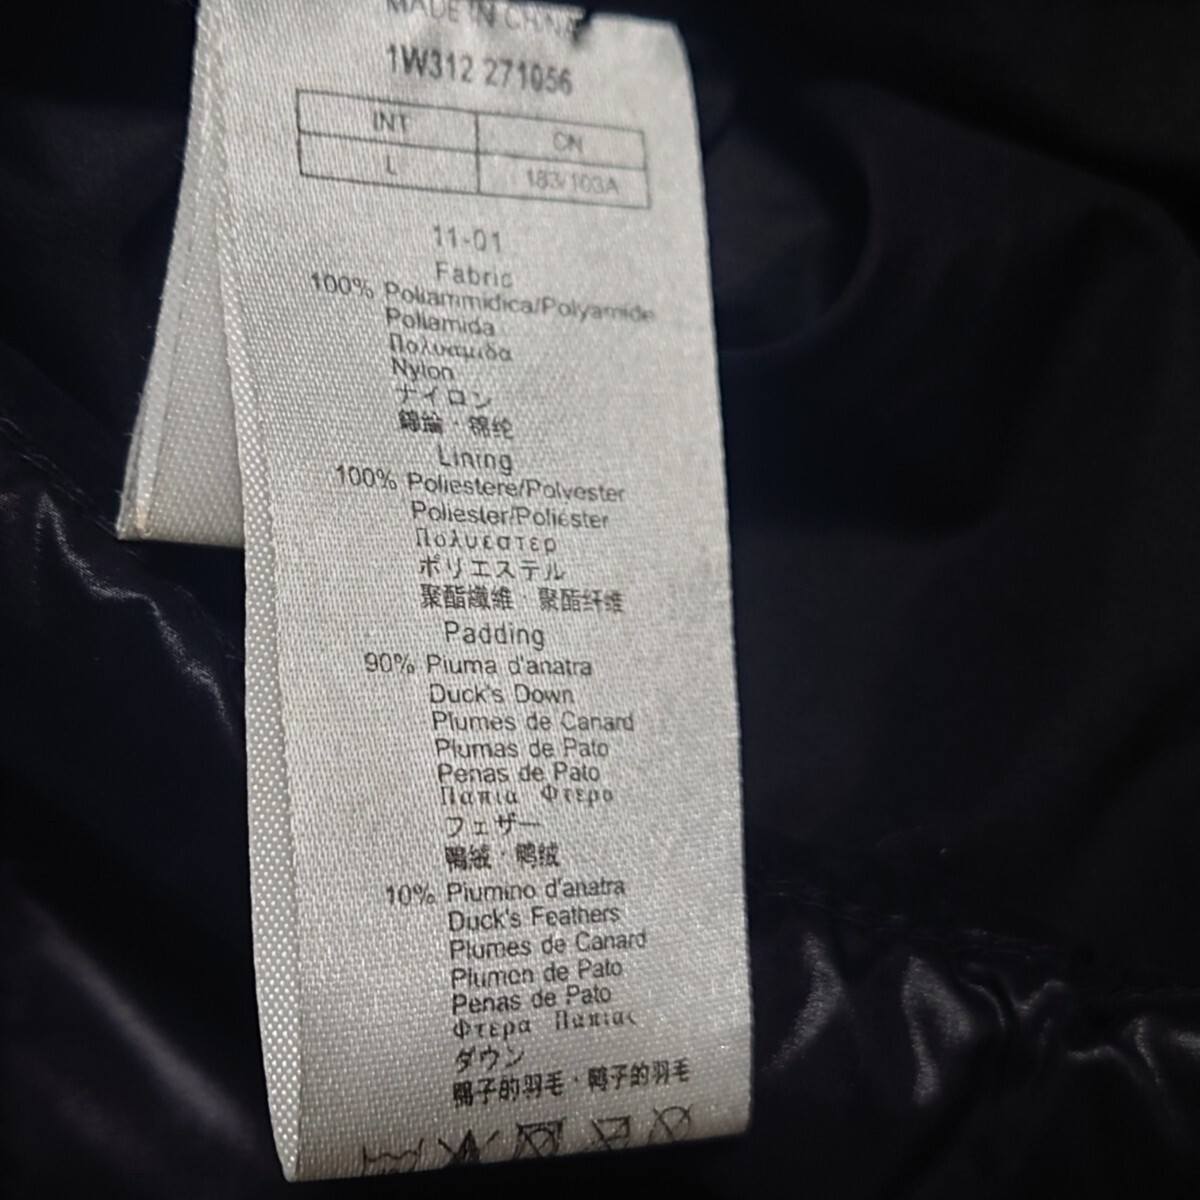 MADE IN CHINA
1W312 271056
INT CN
L 183/103A
11-01
Fabric
100% Poliammidica/Polyamide
Poliamida
Πολυαμιδα
Nylon
ナイロン
錦綸·锦纶
Lining
100% Poliestere/Polyester
Poliester/Poliéster
Πολυεστερ
ポリエステル
聚酯纖維·聚酯纤维
Padding
90% Piuma d'anatra
Duck's Down
Plumes de Canard
Plumas de Pato
Penas de Pato
Παπια Φτερο
フェザー
鴨絨·鸭绒
10% Piumino d'anatra
Duck's Feathers
Plumes de Canard
Plumon de Pato
Penas de Pato
Φτερα Παπιας
ダウン
鴨子的羽毛·鸭子的羽毛